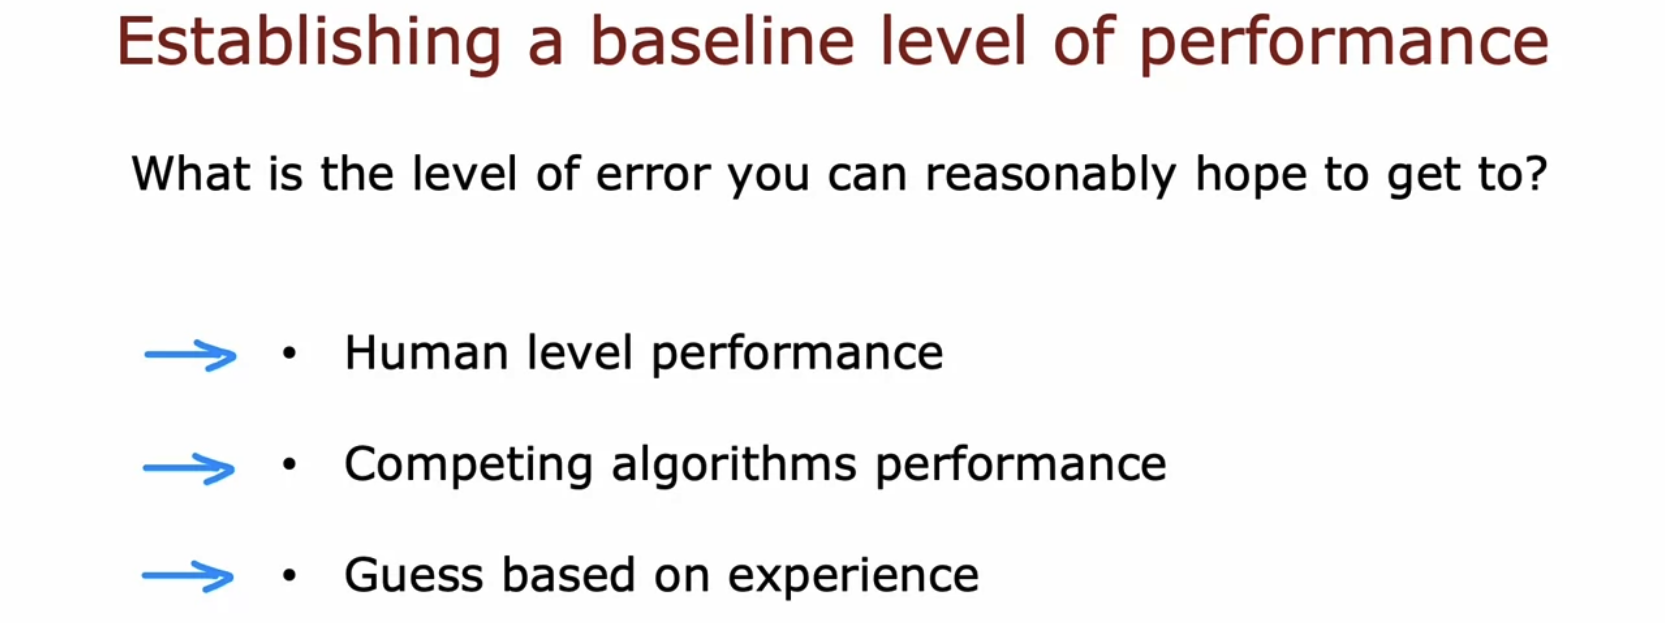 Establishing a baseline level of performance
What is the level of error you can reasonably hope to get to?
• Human level performance
• Competing algorithms performance
• Guess based on experience